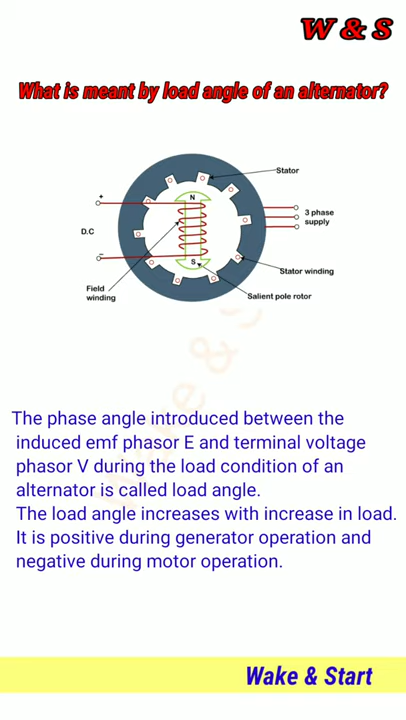 W & S
What is meant by load angle of an alternator?
Stator
N
+
3 phase
supply
D.C
–
S
Stator winding
Field
winding
Salient pole rotor
The phase angle introduced between the
induced emf phasor E and terminal voltage
phasor V during the load condition of an
alternator is called load angle.
The load angle increases with increase in load.
It is positive during generator operation and
negative during motor operation.
Wake & Start